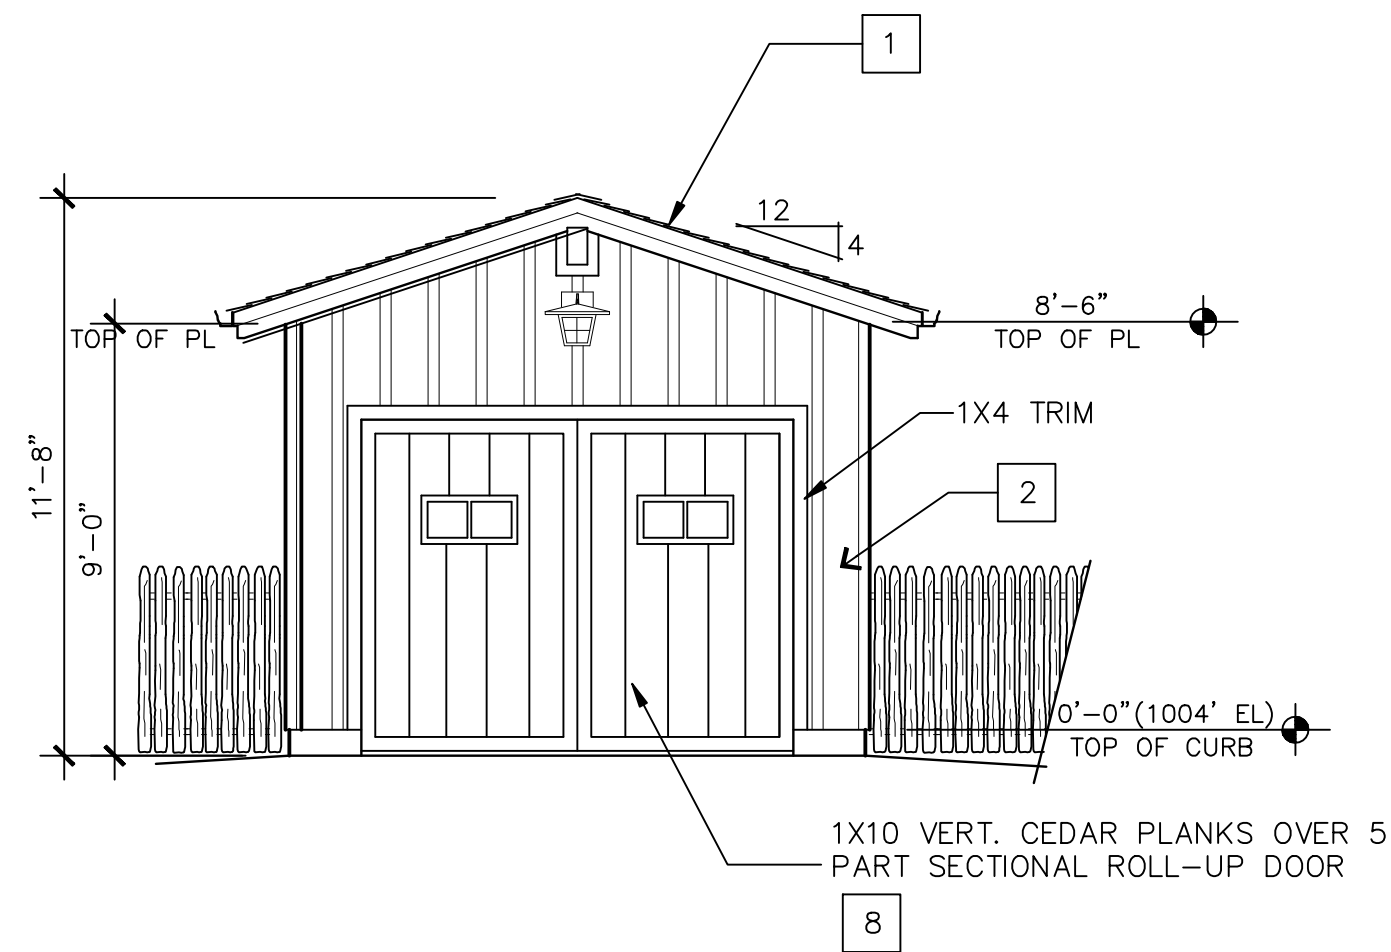 1
12
4
8'-6"
TOP OF PL
TOP OF PL
1X4 TRIM
11'-8"
9'-0"
2
0'-0"(1004' EL)
TOP OF CURB
1X10 VERT. CEDAR PLANKS OVER 5
PART SECTIONAL ROLL-UP DOOR
8